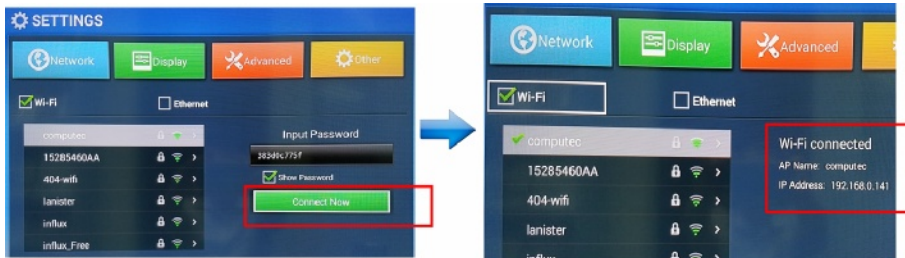 SETTINGS
Network
Display
Advanced
Other
Wi-Fi
Ethernet
computec
15285460AA
404-wifi
lanister
influx
influx_Free
Input Password
383d0c775f
Show Password
Connect Now
Network
Display
Advanced
Wi-Fi
Ethernet
computec
15285460AA
404-wifi
lanister
influx
Wi-Fi connected
AP Name: computec
IP Address: 192.168.0.141